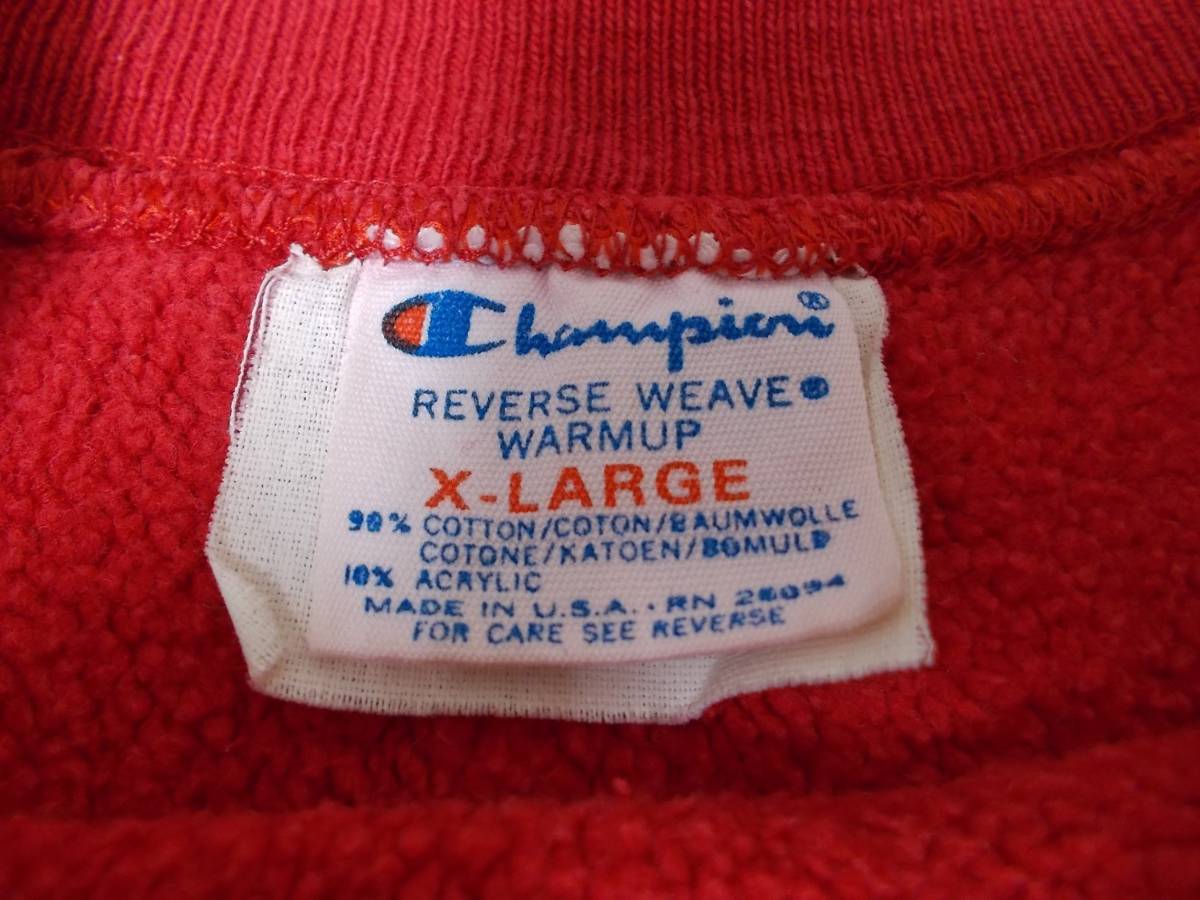 Champion®
REVERSE WEAVE®
WARMUP
X-LARGE
90% COTTON/COTON/BAUMWOLLE
COTONE/KATOEN/BOMULD
10% ACRYLIC
MADE IN U.S.A. · RN 26094
FOR CARE SEE REVERSE